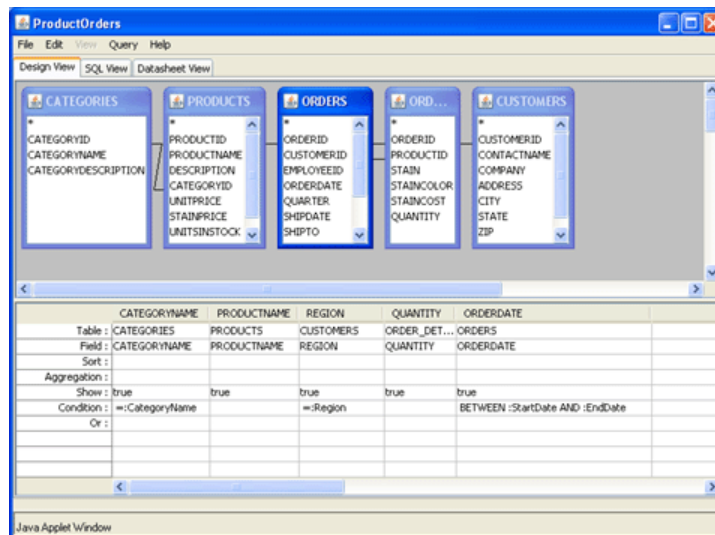 ProductOrders
File Edit View Query Help
Design View SQL View Datasheet View
CATEGORIES
*
CATEGORYID
CATEGORYNAME
CATEGORYDESCRIPTION
PRODUCTS
*
PRODUCTID
PRODUCTNAME
DESCRIPTION
CATEGORYID
UNITPRICE
STAINPRICE
UNITSINSTOCK
ORDERS
*
ORDERID
CUSTOMERID
EMPLOYEEID
ORDERDATE
QUARTER
SHIPDATE
SHIPTO
ORD...
*
ORDERID
PRODUCTID
STAIN
STAINCOLOR
STAINCOST
QUANTITY
CUSTOMERS
*
CUSTOMERID
CONTACTNAME
COMPANY
ADDRESS
CITY
STATE
ZIP
CATEGORYNAME PRODUCTNAME REGION QUANTITY ORDERDATE
Table : CATEGORIES PRODUCTS CUSTOMERS ORDER_DET... ORDERS
Field : CATEGORYNAME PRODUCTNAME REGION QUANTITY ORDERDATE
Sort :
Aggregation :
Show : true true true true true
Condition : =:CategoryName =:Region BETWEEN :StartDate AND :EndDate
Or :
Java Applet Window